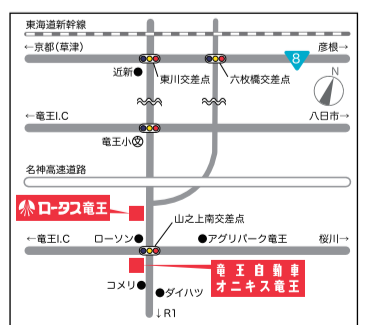 東海道新幹線
←京都(草津)
彦根→
8
近新●
東川交差点
六枚橋交差点
N
←竜王I.C
八日市→
竜王小
名神高速道路
ロータス竜王
山之上南交差点
←竜王I.C
ローソン●
●アグリパーク竜王
桜川→
竜王自動車
オニキス竜王
コメリ●
●ダイハツ
↓R1